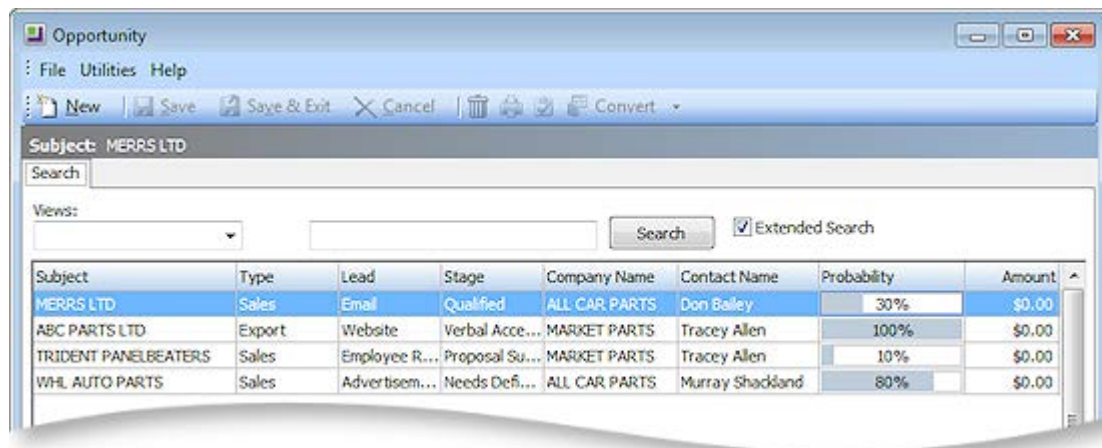 Opportunity
File Utilities Help
New Save Save & Exit Cancel Convert
Subject: MERRS LTD
Search
Views:
Search Extended Search
Subject Type Lead Stage Company Name Contact Name Probability Amount
MERRS LTD Sales Email Qualified ALL CAR PARTS Don Bailey 30% $0.00
ABC PARTS LTD Export Website Verbal Acce... MARKET PARTS Tracey Allen 100% $0.00
TRIDENT PANELBEATERS Sales Employee R... Proposal Su... MARKET PARTS Tracey Allen 10% $0.00
WHL AUTO PARTS Sales Advertisem... Needs Defi... ALL CAR PARTS Murray Shackland 80% $0.00